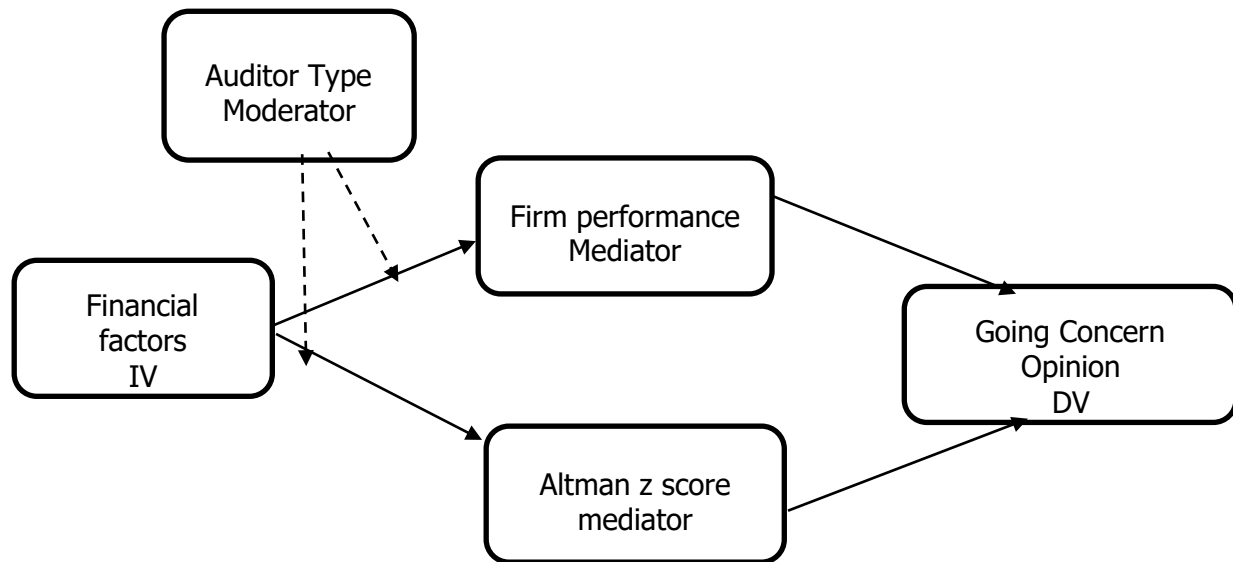 Auditor Type
Moderator
Firm performance
Mediator
Financial
factors
IV
Going Concern
Opinion
DV
Altman z score
mediator